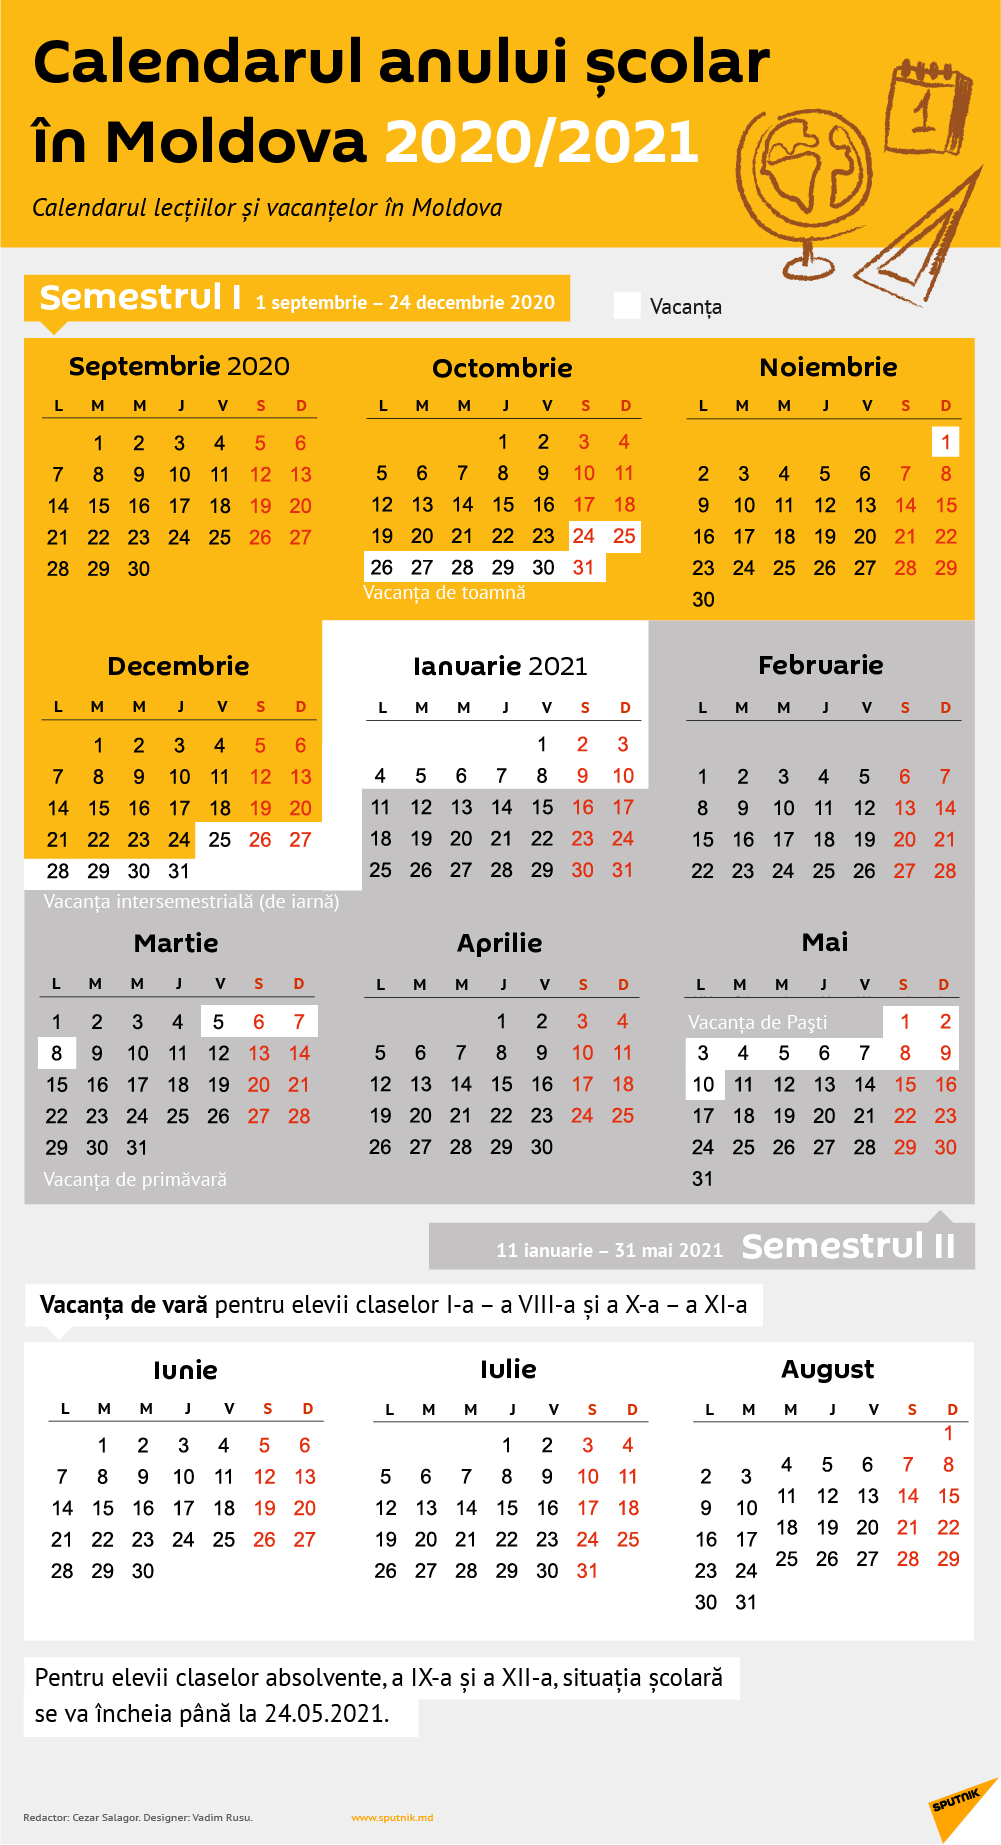 Calendarul anului școlar
în Moldova 2020/2021
Calendarul lecțiilor și vacanțelor în Moldova
1
Semestrul I 1 septembrie – 24 decembrie 2020
Vacanța
Septembrie 2020
L M M J V S D
1 2 3 4 5 6
7 8 9 10 11 12 13
14 15 16 17 18 19 20
21 22 23 24 25 26 27
28 29 30
Octombrie
L M M J V S D
1 2 3 4
5 6 7 8 9 10 11
12 13 14 15 16 17 18
19 20 21 22 23 24 25
26 27 28 29 30 31
Vacanța de toamnă
Noiembrie
L M M J V S D
1
2 3 4 5 6 7 8
9 10 11 12 13 14 15
16 17 18 19 20 21 22
23 24 25 26 27 28 29
30
Decembrie
L M M J V S D
1 2 3 4 5 6
7 8 9 10 11 12 13
14 15 16 17 18 19 20
21 22 23 24 25 26 27
28 29 30 31
Vacanța intersemestrială (de iarnă)
Ianuarie 2021
L M M J V S D
1 2 3
4 5 6 7 8 9 10
11 12 13 14 15 16 17
18 19 20 21 22 23 24
25 26 27 28 29 30 31
Februarie
L M M J V S D
1 2 3 4 5 6 7
8 9 10 11 12 13 14
15 16 17 18 19 20 21
22 23 24 25 26 27 28
Martie
L M M J V S D
1 2 3 4 5 6 7
8 9 10 11 12 13 14
15 16 17 18 19 20 21
22 23 24 25 26 27 28
29 30 31
Vacanța de primăvară
Aprilie
L M M J V S D
1 2 3 4
5 6 7 8 9 10 11
12 13 14 15 16 17 18
19 20 21 22 23 24 25
26 27 28 29 30
Mai
L M M J V S D
Vacanța de Paşti 1 2
3 4 5 6 7 8 9
10 11 12 13 14 15 16
17 18 19 20 21 22 23
24 25 26 27 28 29 30
31
11 ianuarie – 31 mai 2021 Semestrul II
Vacanța de vară pentru elevii claselor I-a – a VIII-a și a X-a – a XI-a
Iunie
L M M J V S D
1 2 3 4 5 6
7 8 9 10 11 12 13
14 15 16 17 18 19 20
21 22 23 24 25 26 27
28 29 30
Iulie
L M M J V S D
1 2 3 4
5 6 7 8 9 10 11
12 13 14 15 16 17 18
19 20 21 22 23 24 25
26 27 28 29 30 31
August
L M M J V S D
1
2 3 4 5 6 7 8
9 10 11 12 13 14 15
16 17 18 19 20 21 22
23 24 25 26 27 28 29
30 31
Pentru elevii claselor absolvente, a IX-a și a XII-a, situația școlară
se va încheia până la 24.05.2021.
Redactor: Cezar Salagor. Designer: Vadim Rusu. www.sputnik.md
SPUTNIK